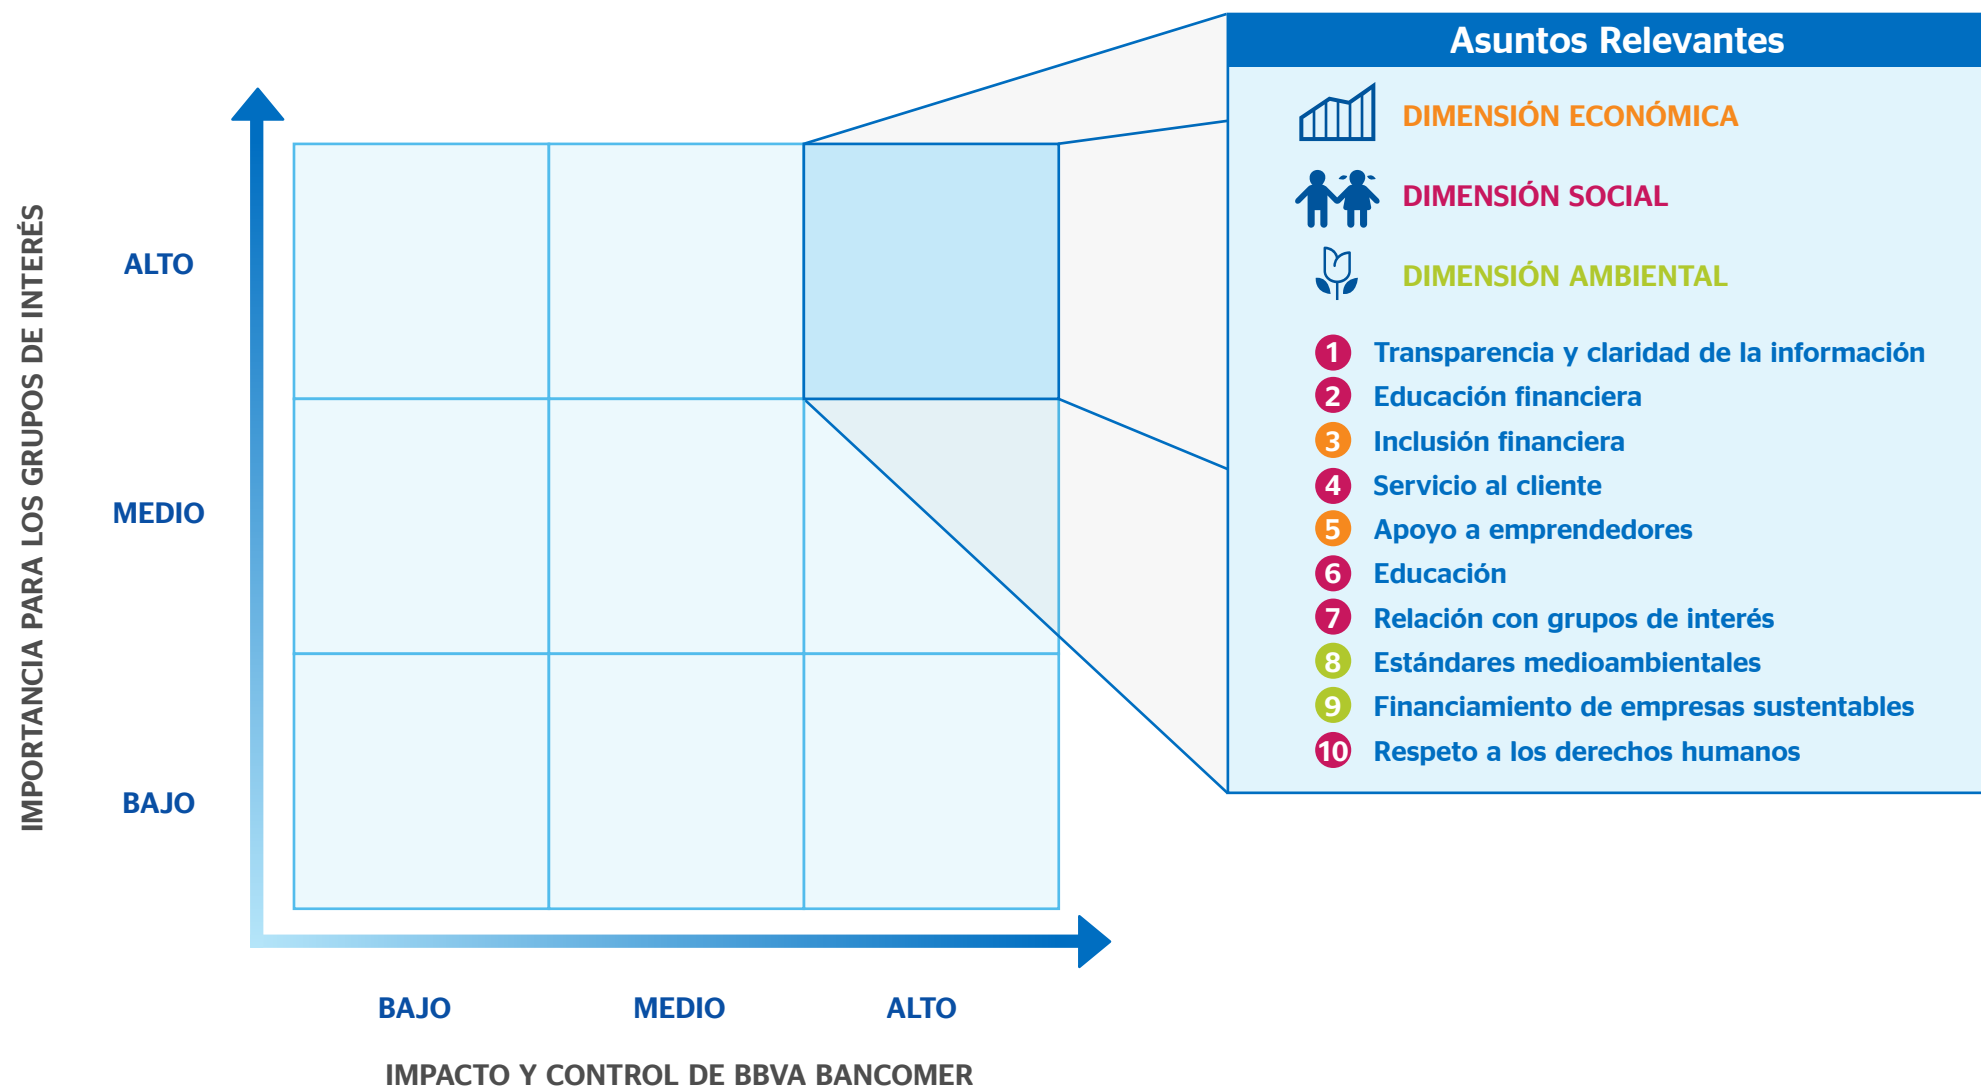 IMPORTANCIA PARA LOS GRUPOS DE INTERÉS
ALTO
MEDIO
BAJO
BAJO
MEDIO
ALTO
IMPACTO Y CONTROL DE BBVA BANCOMER
Asuntos Relevantes
DIMENSIÓN ECONÓMICA
DIMENSIÓN SOCIAL
DIMENSIÓN AMBIENTAL
1 Transparencia y claridad de la información
2 Educación financiera
3 Inclusión financiera
4 Servicio al cliente
5 Apoyo a emprendedores
6 Educación
7 Relación con grupos de interés
8 Estándares medioambientales
9 Financiamiento de empresas sustentables
10 Respeto a los derechos humanos